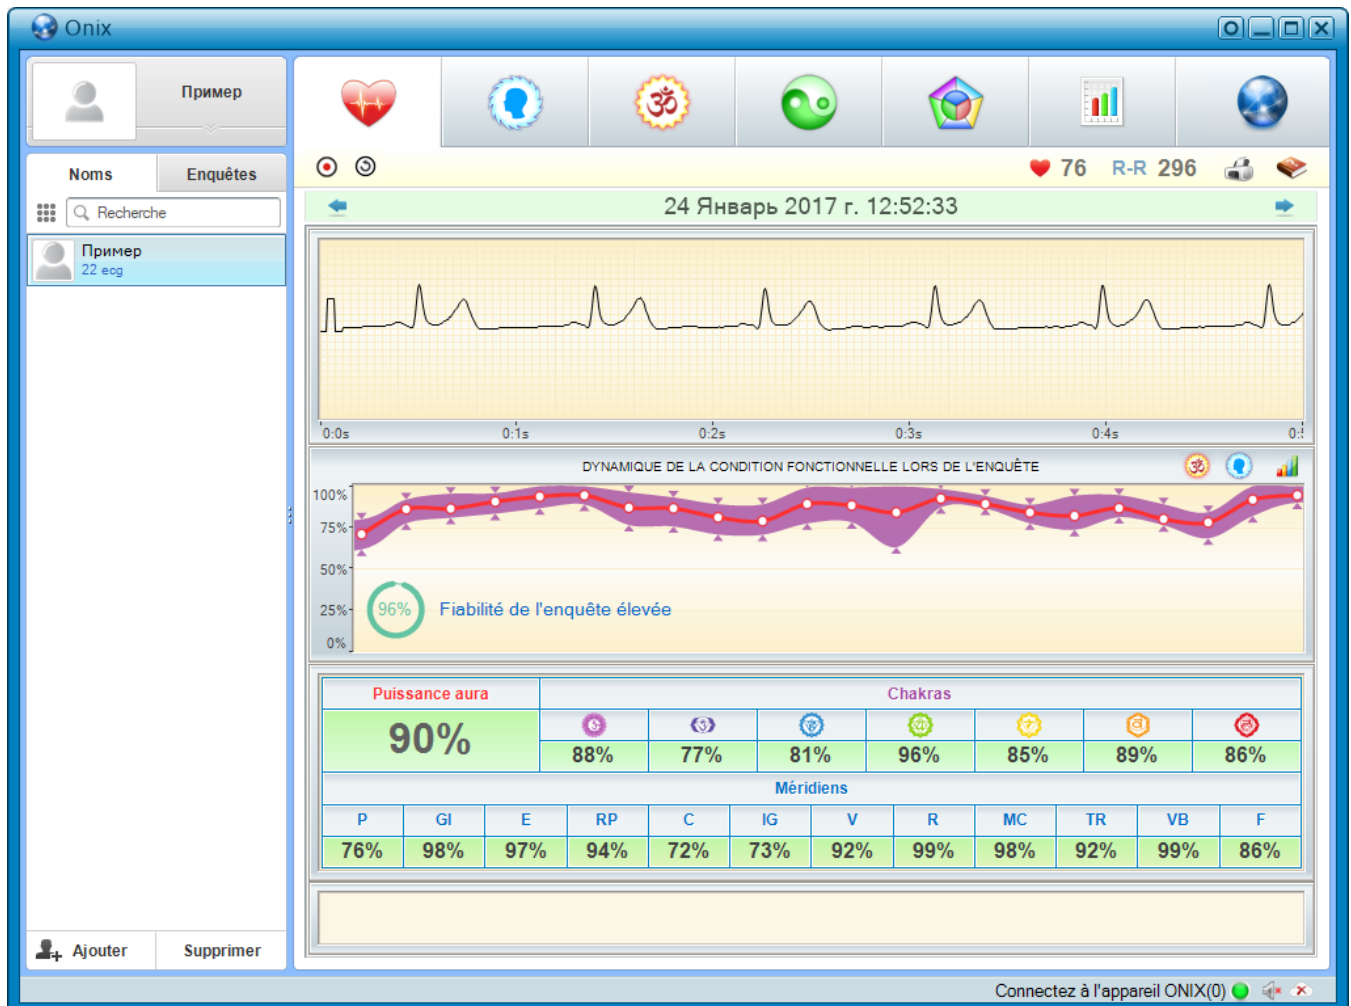 Onix
Пример
Noms Enquêtes
Recherche
Пример
22 eog
76 R-R 296
24 Январь 2017 г. 12:52:33
0:0s 0:1s 0:2s 0:3s 0:4s
DYNAMIQUE DE LA CONDITION FONCTIONNELLE LORS DE L'ENQUÊTE
100%
75%
50%
25%
0%
96% Fiabilité de l'enquête élevée
Puissance aura Chakras
90%
88% 77% 81% 96% 85% 89% 86%
Méridiens
P GI E RP C IG V R MC TR VB F
76% 98% 97% 94% 72% 73% 92% 99% 98% 92% 99% 86%
Ajouter Supprimer
Connectez à l'appareil ONIX(0)